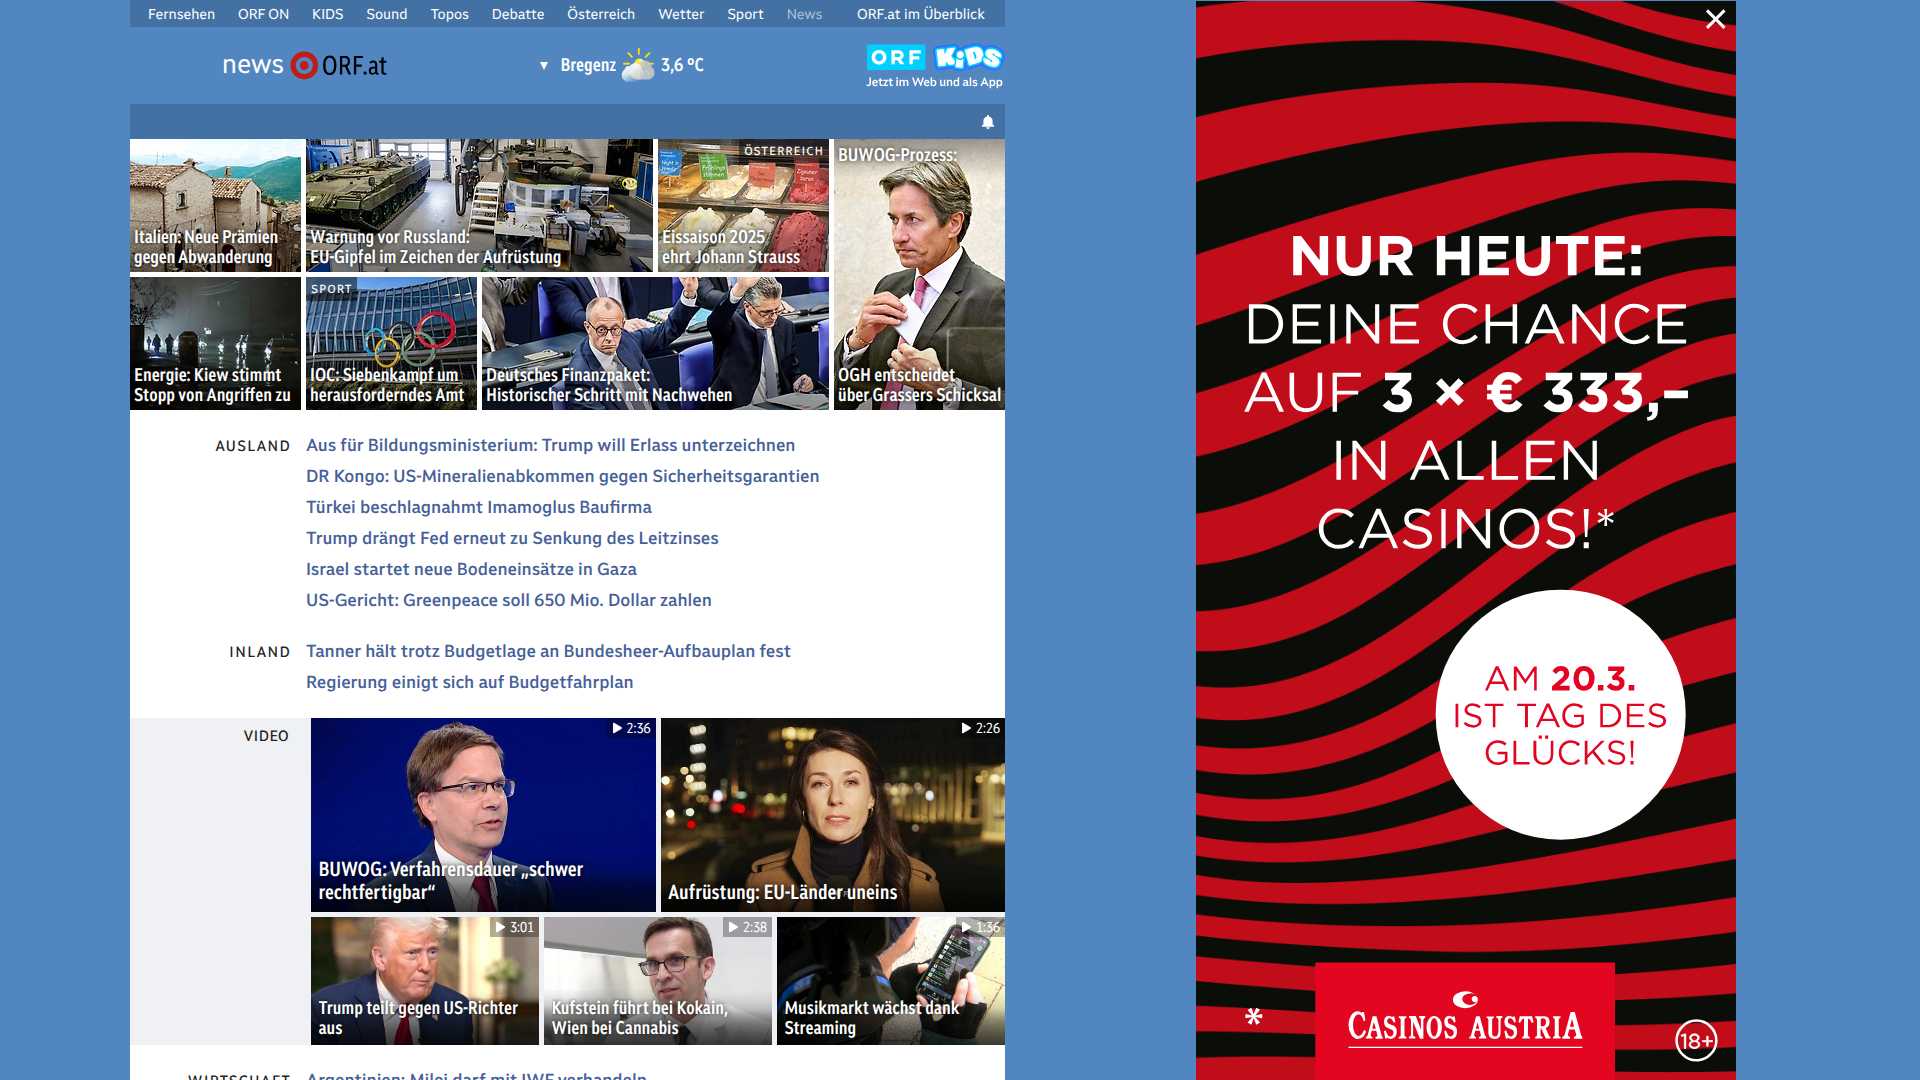 Fernsehen ORF ON KIDS Sound Topos Debatte Österreich Wetter Sport News ORF.at im Überblick
news ORF.at
Bregenz 3,6 ºC
ORF KiDS
Jetzt im Web und als App
Italien: Neue Prämien
gegen Abwanderung
Warnung vor Russland:
EU-Gipfel im Zeichen der Aufrüstung
ÖSTERREICH
Eissaison 2025
ehrt Johann Strauss
BUWOG-Prozess:
OGH entscheidet
über Grassers Schicksal
Energie: Kiew stimmt
Stopp von Angriffen zu
SPORT
IOC: Siebenkampf um
herausforderndes Amt
Deutsches Finanzpaket:
Historischer Schritt mit Nachwehen
AUSLAND
Aus für Bildungsministerium: Trump will Erlass unterzeichnen
DR Kongo: US-Mineralienabkommen gegen Sicherheitsgarantien
Türkei beschlagnahmt Imamoglus Baufirma
Trump drängt Fed erneut zu Senkung des Leitzinses
Israel startet neue Bodeneinsätze in Gaza
US-Gericht: Greenpeace soll 650 Mio. Dollar zahlen
INLAND
Tanner hält trotz Budgetlage an Bundesheer-Aufbauplan fest
Regierung einigt sich auf Budgetfahrplan
VIDEO
2:36
BUWOG: Verfahrensdauer „schwer
rechtfertigbar“
2:26
Aufrüstung: EU-Länder uneins
3:01
Trump teilt gegen US-Richter
aus
2:38
Kufstein führt bei Kokain,
Wien bei Cannabis
1:36
Musikmarkt wächst dank
Streaming
WIRTSCHAFT
Argentinien: Milei darf mit IWF verhandeln
NUR HEUTE:
DEINE CHANCE
AUF 3 × € 333,–
IN ALLEN
CASINOS!*
AM 20.3.
IST TAG DES
GLÜCKS!
*
CASINOS AUSTRIA
18+